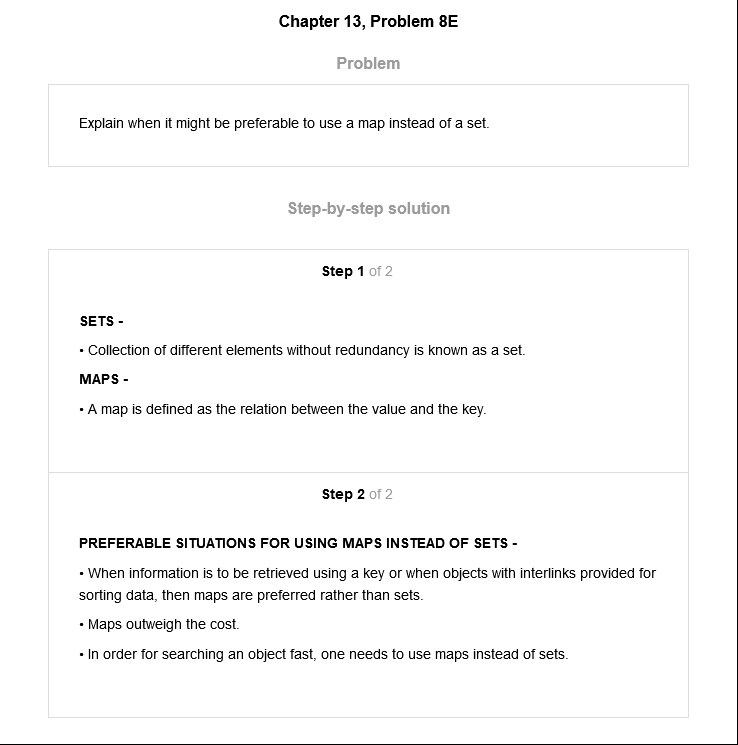 Chapter 13, Problem 8E
Problem
Explain when it might be preferable to use a map instead of a set.
Step-by-step solution
Step 1 of 2
SETS -
• Collection of different elements without redundancy is known as a set.
MAPS -
• A map is defined as the relation between the value and the key.
Step 2 of 2
PREFERABLE SITUATIONS FOR USING MAPS INSTEAD OF SETS -
• When information is to be retrieved using a key or when objects with interlinks provided for
sorting data, then maps are preferred rather than sets.
• Maps outweigh the cost.
• In order for searching an object fast, one needs to use maps instead of sets.